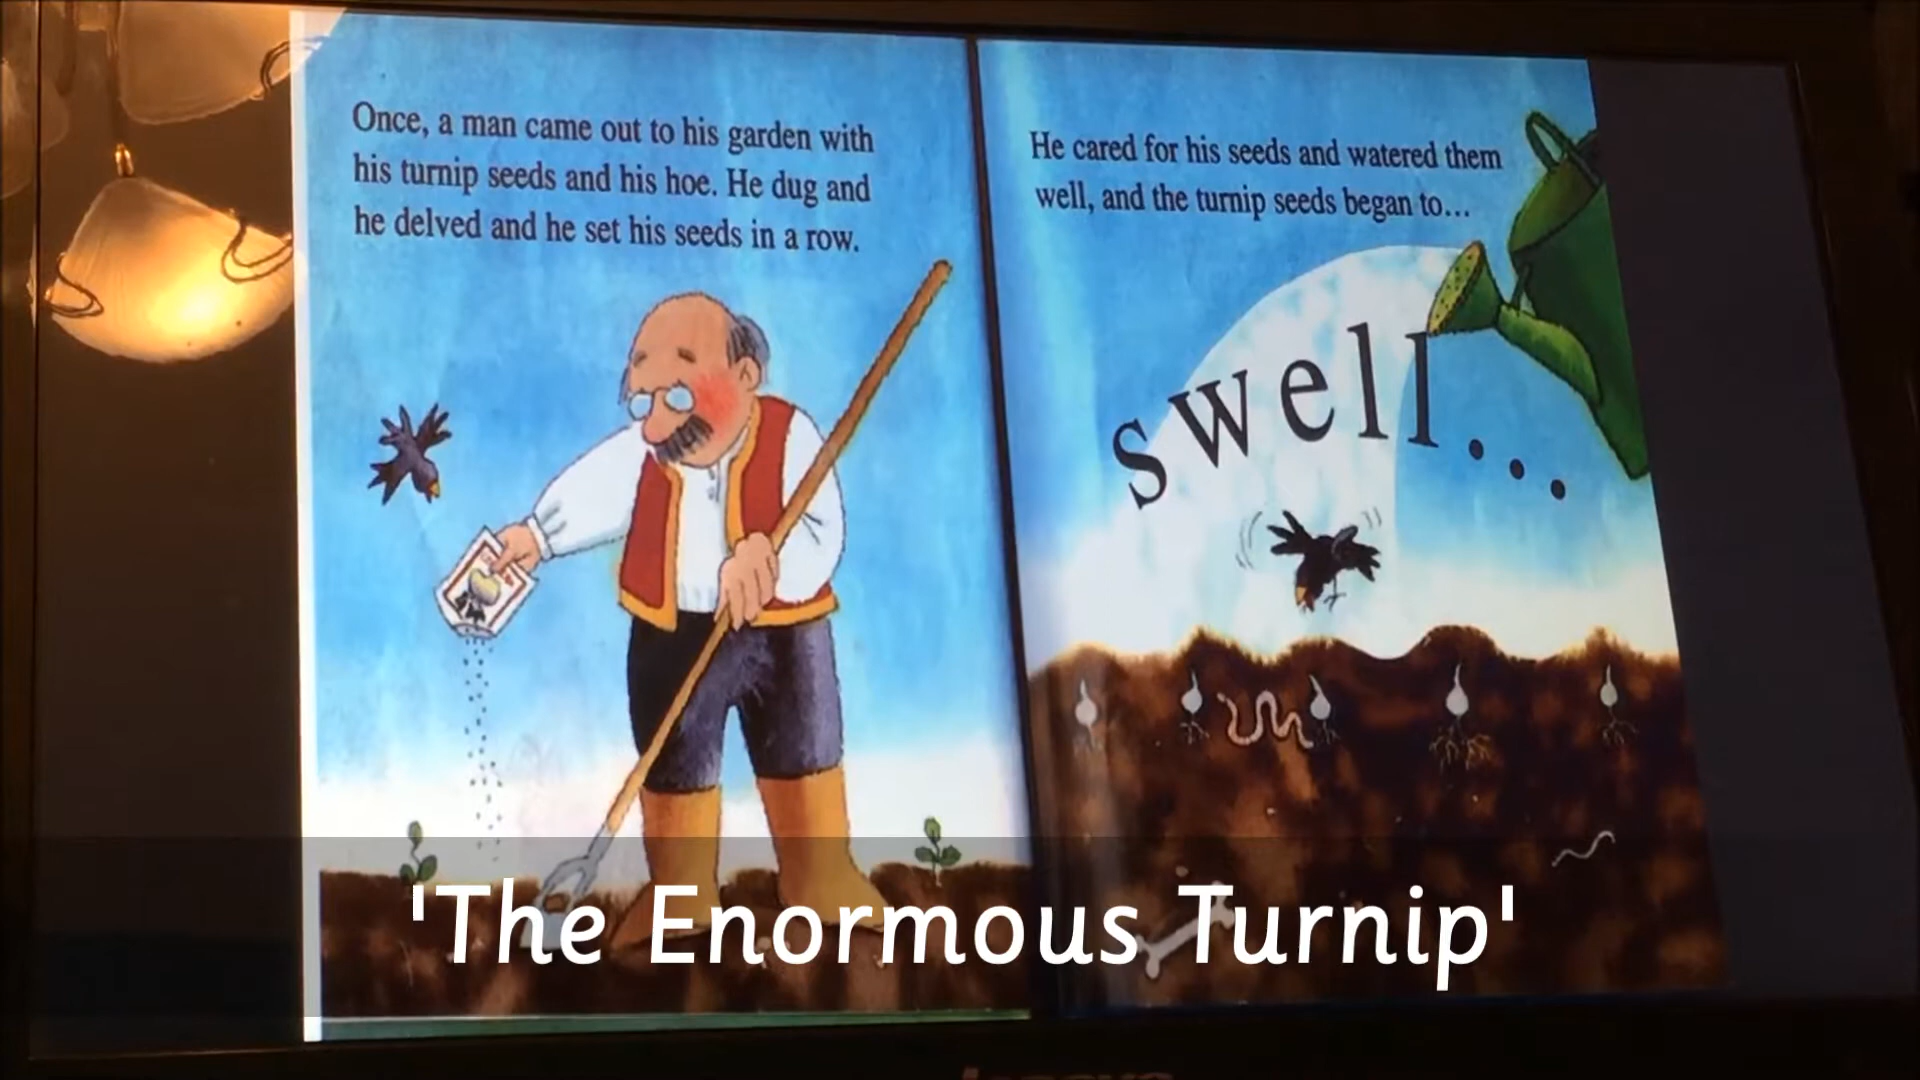 Once, a man came out to his garden with
his turnip seeds and his hoe. He dug and
he delved and he set his seeds in a row.
He cared for his seeds and watered them
well, and the turnip seeds began to...
swell...
'The Enormous Turnip'